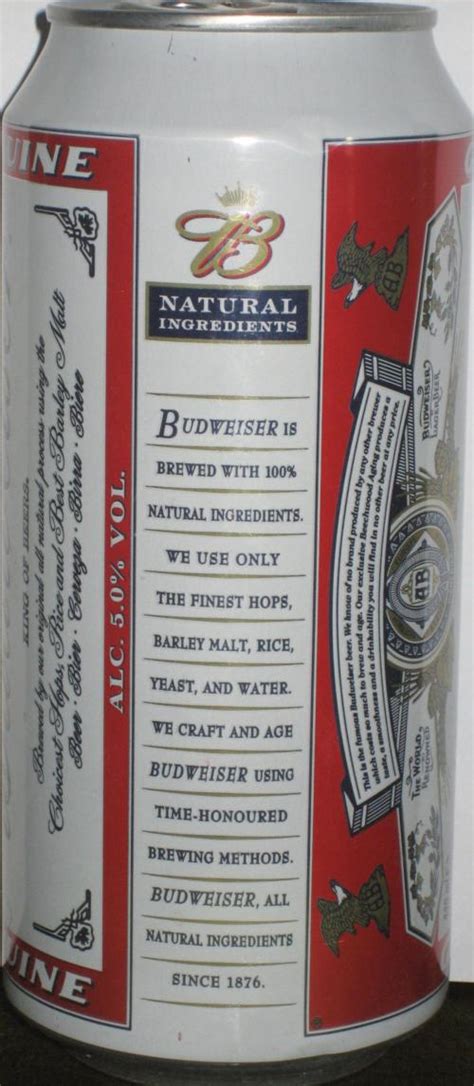 UINE
KING OF BEERS.
Brewed by our original all natural process using the
Choicest Hops, Rice and Best Barley Malt
Beer · Bier · Cerveza · Birra · Bière
UINE
ALC. 5.0% VOL.
B
NATURAL
INGREDIENTS
BUDWEISER IS
BREWED WITH 100%
NATURAL INGREDIENTS.
WE USE ONLY
THE FINEST HOPS,
BARLEY MALT, RICE,
YEAST, AND WATER.
WE CRAFT AND AGE
BUDWEISER USING
TIME-HONOURED
BREWING METHODS.
BUDWEISER, ALL
NATURAL INGREDIENTS
SINCE 1876.
AB
This is the famous Budweiser beer. We know of no brand produced by any other brewer
which costs so much to brew and age. Our exclusive Beechwood Aging produces a
taste, a smoothness and a drinkability you will find in no other beer at any price.
AB
BUDWEISER
LAGER BEER
AB
THE WORLD
RENOWNED